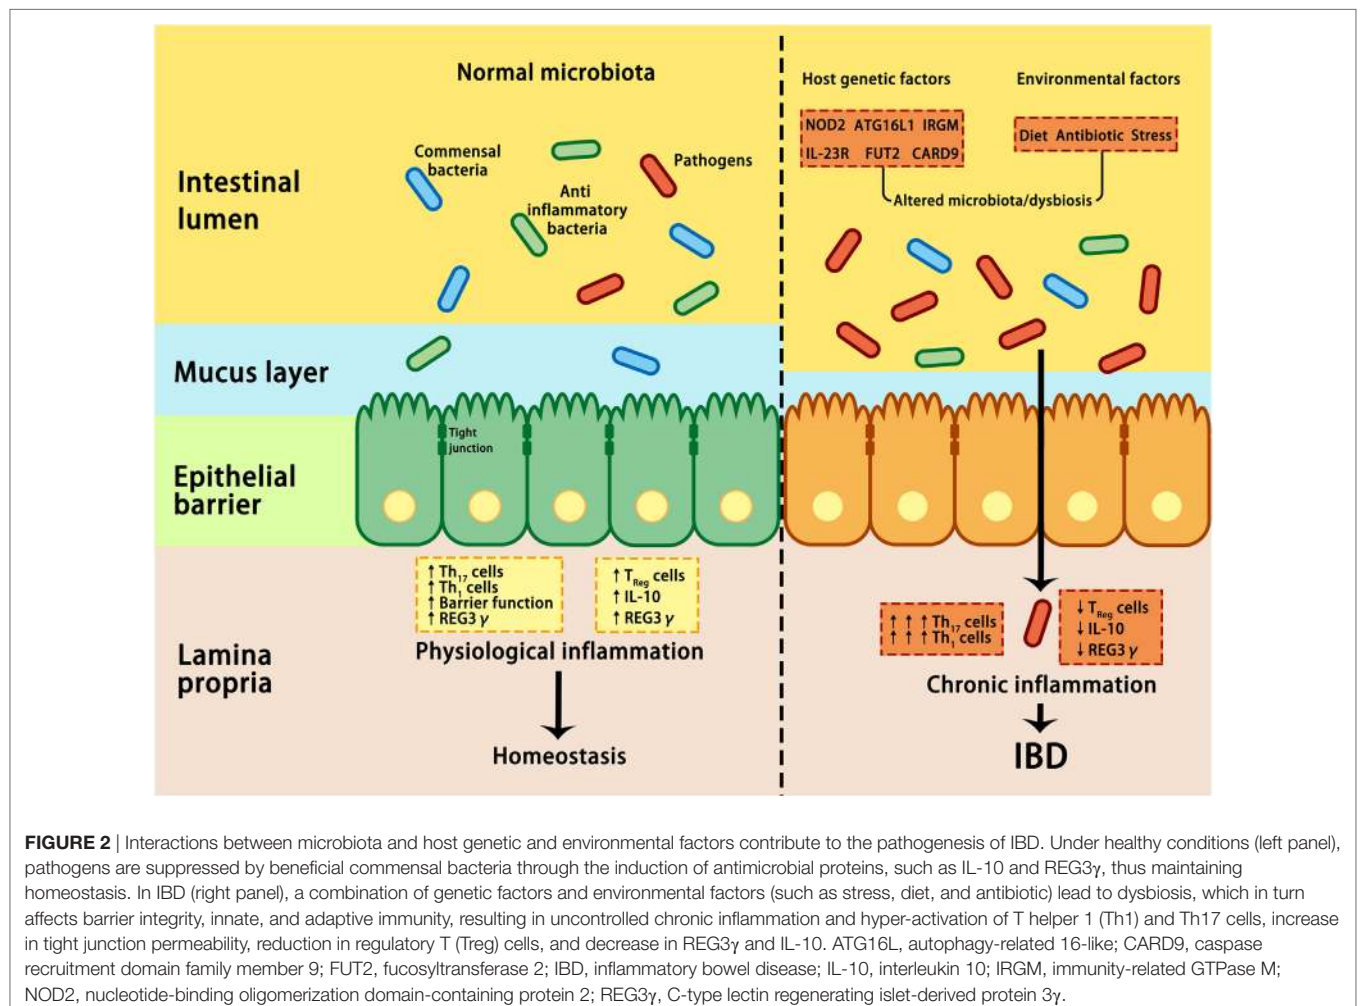 Normal microbiota
Host genetic factors
Environmental factors
NOD2 ATG16L1 IRGM
IL-23R FUT2 CARD9
Diet Antibiotic Stress
Altered microbiota/dysbiosis
Commensal
bacteria
Anti
inflammatory
bacteria
Pathogens
Intestinal
lumen
Mucus layer
Tight
junction
Epithelial
barrier
↑ Th17 cells
↑ Th1 cells
↑ Barrier function
↑ REG3 γ
↑ TReg cells
↑ IL-10
↑ REG3 γ
Physiological inflammation
Homeostasis
Lamina
propria
↑ ↑ ↑ Th17 cells
↑ ↑ ↑ Th1 cells
↓ TReg cells
↓ IL-10
↓ REG3 γ
Chronic inflammation
IBD
FIGURE 2 | Interactions between microbiota and host genetic and environmental factors contribute to the pathogenesis of IBD. Under healthy conditions (left panel),
pathogens are suppressed by beneficial commensal bacteria through the induction of antimicrobial proteins, such as IL-10 and REG3γ, thus maintaining
homeostasis. In IBD (right panel), a combination of genetic factors and environmental factors (such as stress, diet, and antibiotic) lead to dysbiosis, which in turn
affects barrier integrity, innate, and adaptive immunity, resulting in uncontrolled chronic inflammation and hyper-activation of T helper 1 (Th1) and Th17 cells, increase
in tight junction permeability, reduction in regulatory T (Treg) cells, and decrease in REG3γ and IL-10. ATG16L, autophagy-related 16-like; CARD9, caspase
recruitment domain family member 9; FUT2, fucosyltransferase 2; IBD, inflammatory bowel disease; IL-10, interleukin 10; IRGM, immunity-related GTPase M;
NOD2, nucleotide-binding oligomerization domain-containing protein 2; REG3γ, C-type lectin regenerating islet-derived protein 3γ.